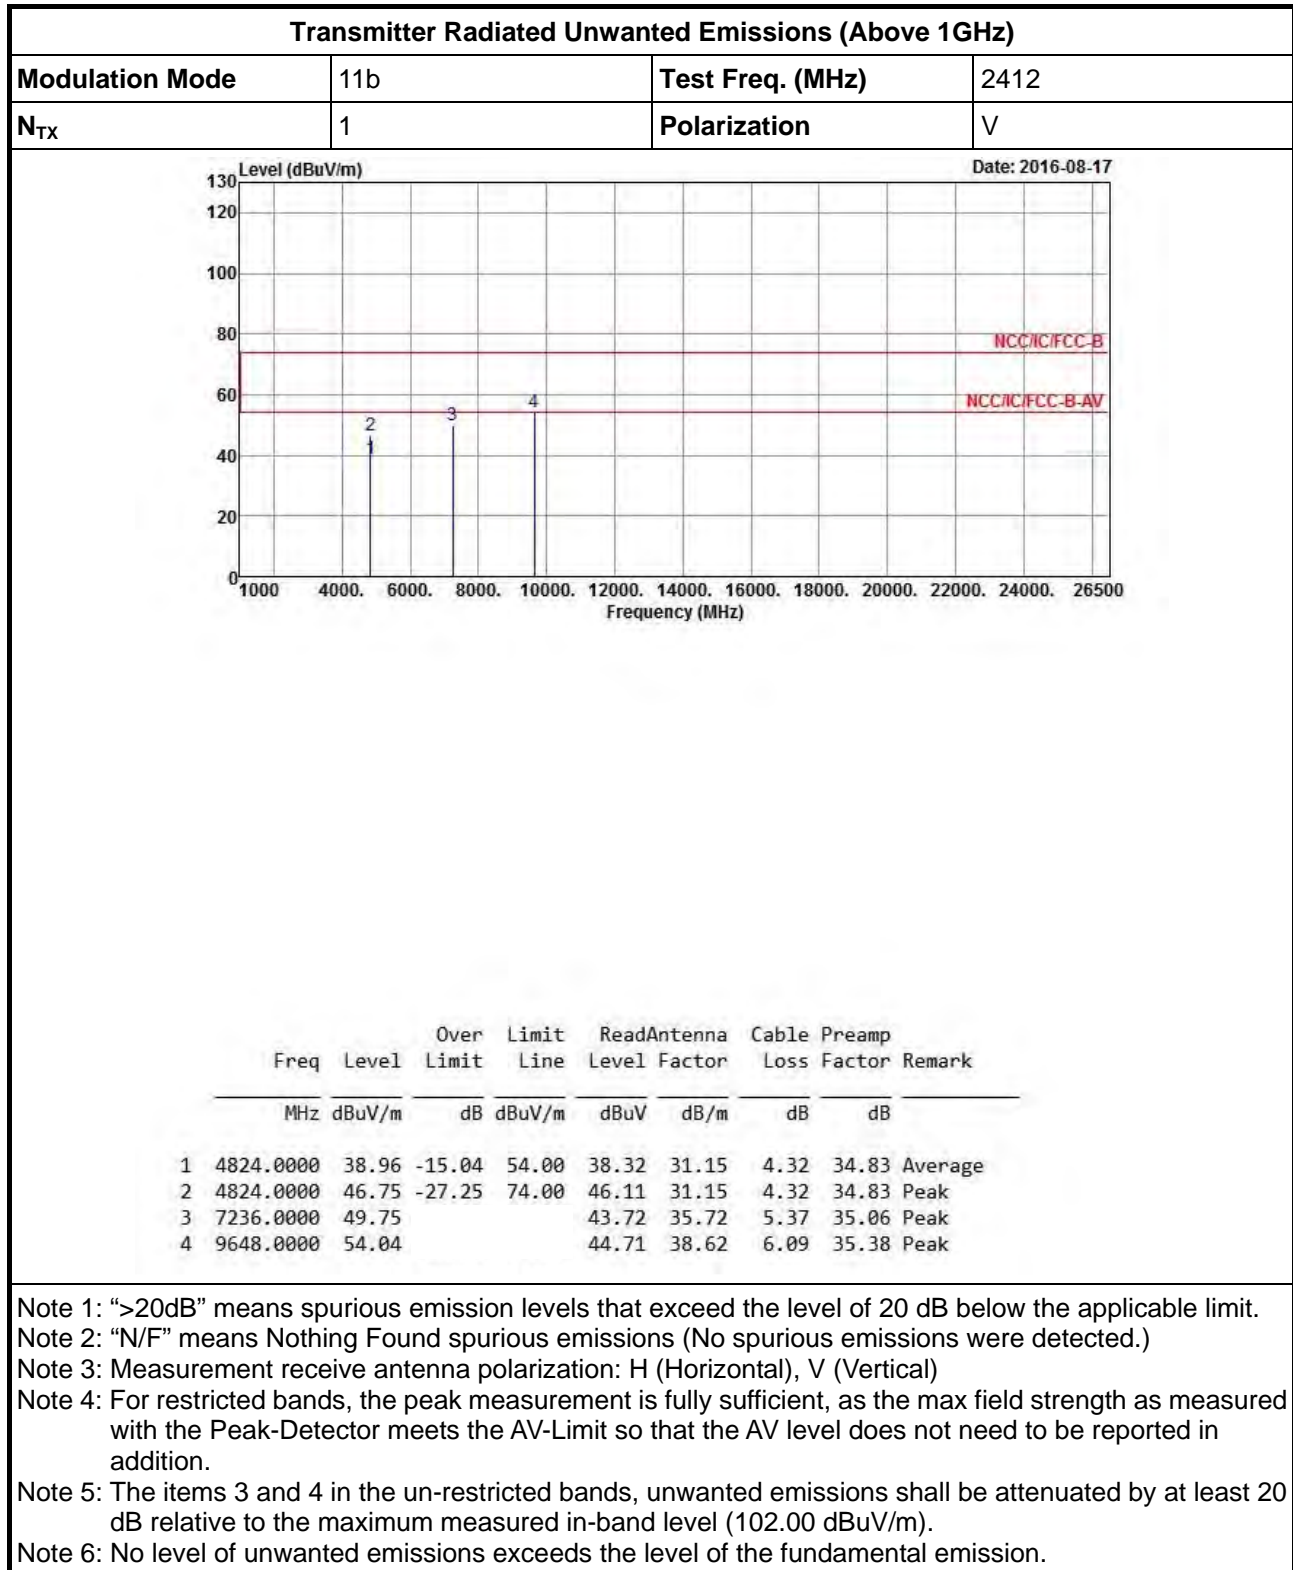 Transmitter Radiated Unwanted Emissions (Above 1GHz)
Modulation Mode 11b Test Freq. (MHz) 2412
NTX 1 Polarization V
Level (dBuV/m) Date: 2016-08-17
130
120
100
80
60
40
20
0
NCC/IC/FCC-B
NCC/IC/FCC-B-AV
1
2
3
4
1000 4000. 6000. 8000. 10000. 12000. 14000. 16000. 18000. 20000. 22000. 24000. 26500
Frequency (MHz)
Over Limit ReadAntenna Cable Preamp
Freq Level Limit Line Level Factor Loss Factor Remark
MHz dBuV/m dB dBuV/m dBuV dB/m dB dB
1 4824.0000 38.96 -15.04 54.00 38.32 31.15 4.32 34.83 Average
2 4824.0000 46.75 -27.25 74.00 46.11 31.15 4.32 34.83 Peak
3 7236.0000 49.75 43.72 35.72 5.37 35.06 Peak
4 9648.0000 54.04 44.71 38.62 6.09 35.38 Peak
Note 1: “>20dB” means spurious emission levels that exceed the level of 20 dB below the applicable limit.
Note 2: “N/F” means Nothing Found spurious emissions (No spurious emissions were detected.)
Note 3: Measurement receive antenna polarization: H (Horizontal), V (Vertical)
Note 4: For restricted bands, the peak measurement is fully sufficient, as the max field strength as measured
with the Peak-Detector meets the AV-Limit so that the AV level does not need to be reported in
addition.
Note 5: The items 3 and 4 in the un-restricted bands, unwanted emissions shall be attenuated by at least 20
dB relative to the maximum measured in-band level (102.00 dBuV/m).
Note 6: No level of unwanted emissions exceeds the level of the fundamental emission.